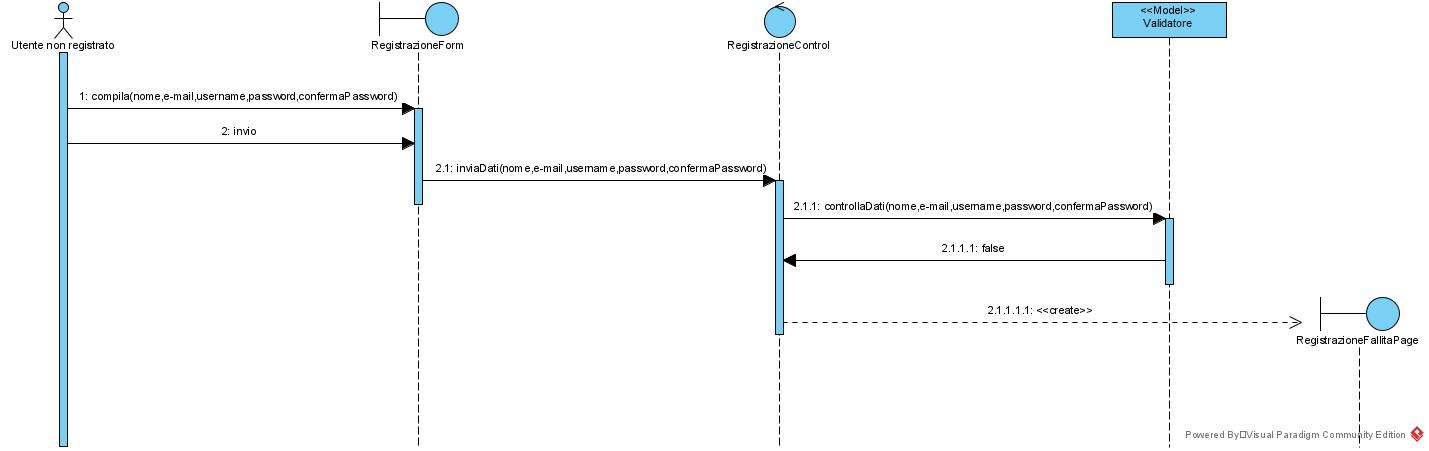 <<Model>>
Validatore
Utente non registrato
RegistrazioneForm
RegistrazioneControl
1: compila(nome,e-mail,username,password,confermaPassword)
2: invio
2.1: inviaDati(nome,e-mail,username,password,confermaPassword)
2.1.1: controllaDati(nome,e-mail,username,password,confermaPassword)
2.1.1.1: false
2.1.1.1.1: <<create>>
RegistrazioneFallitaPage
Powered By□Visual Paradigm Community Edition